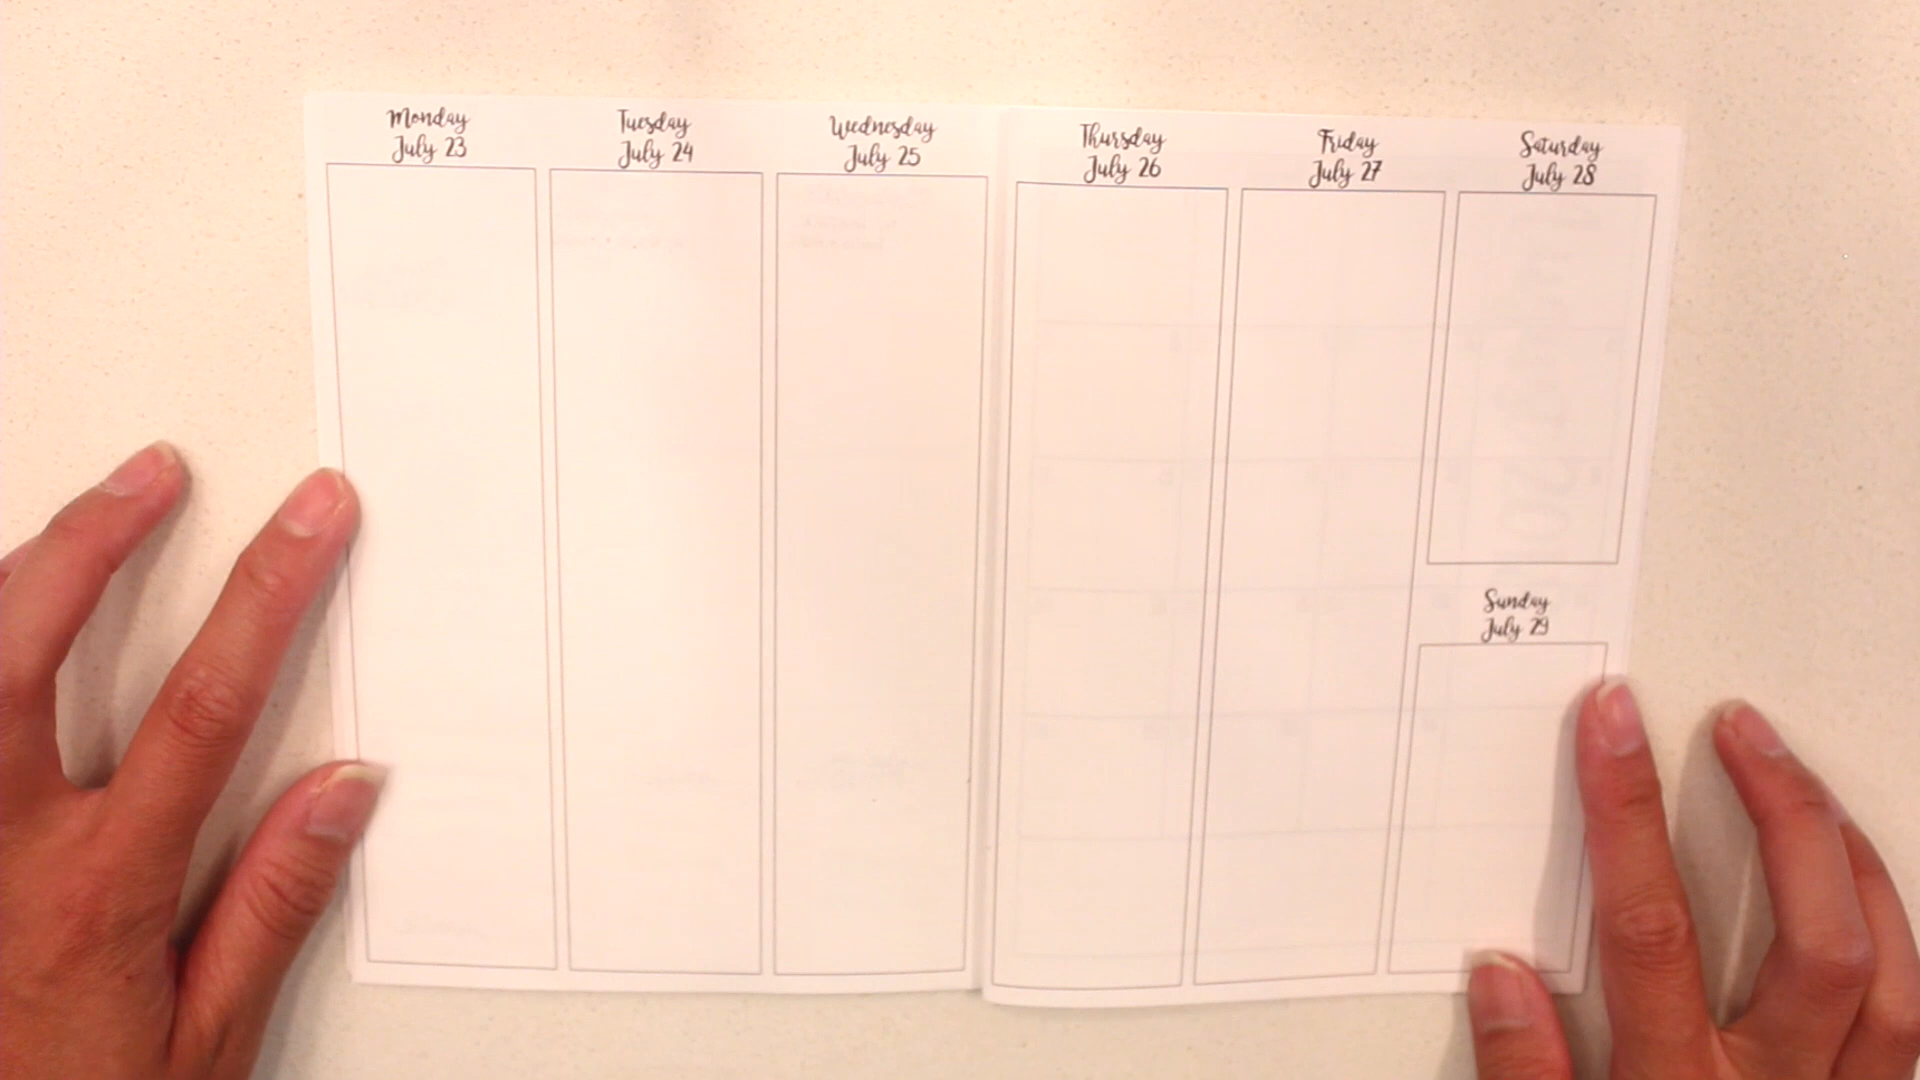 Monday
July 23
Tuesday
July 24
Wednesday
July 25
Thursday
July 26
Friday
July 27
Saturday
July 28
Sunday
July 29